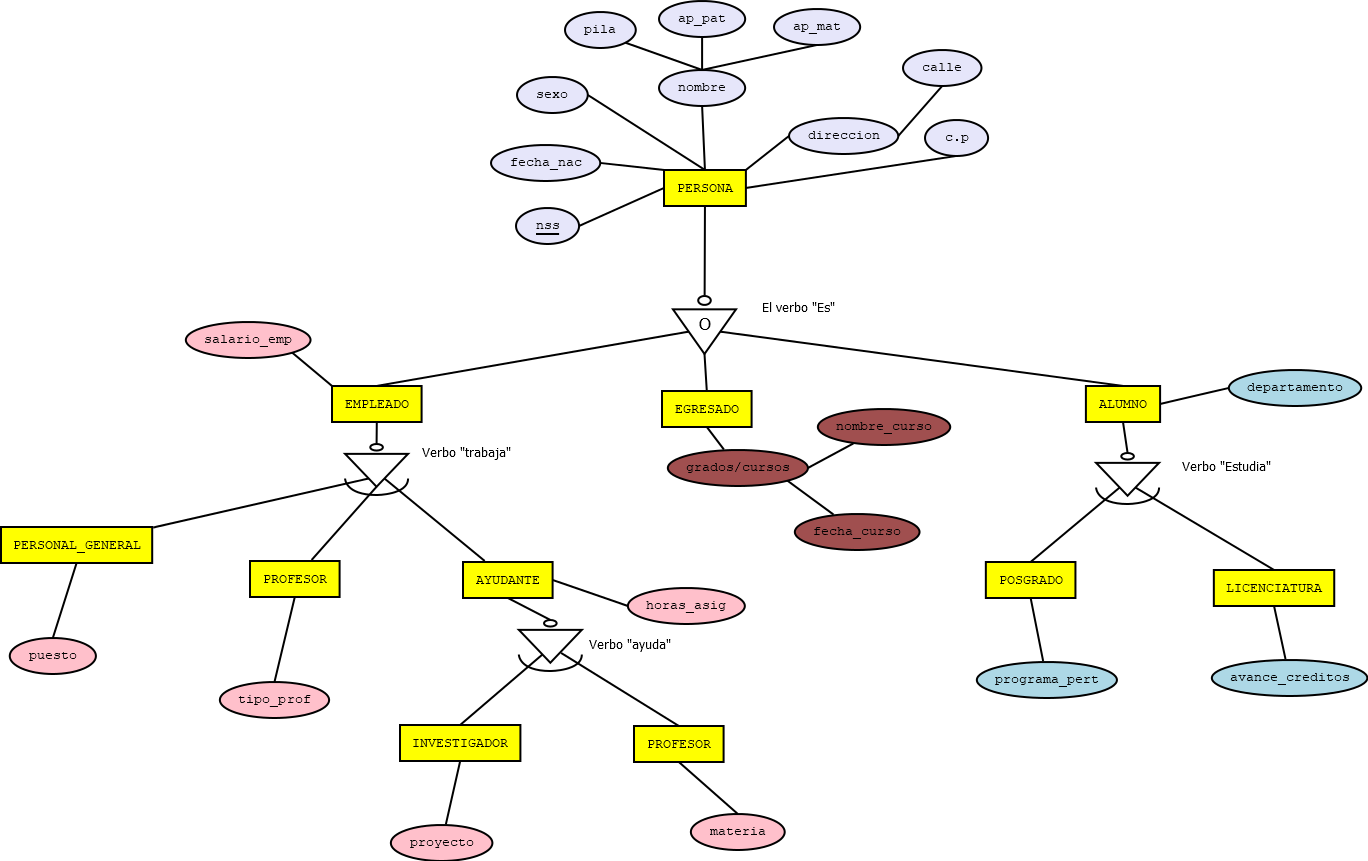 pila
ap_pat
ap_mat
calle
sexo
nombre
direccion
c.p
fecha_nac
PERSONA
nss
El verbo "Es"
O
salario_emp
EMPLEADO
EGRESADO
ALUMNO
departamento
nombre_curso
Verbo "trabaja"
grados/cursos
Verbo "Estudia"
fecha_curso
PERSONAL_GENERAL
PROFESOR
AYUDANTE
POSGRADO
LICENCIATURA
horas_asig
Verbo "ayuda"
puesto
tipo_prof
programa_pert
avance_creditos
INVESTIGADOR
PROFESOR
proyecto
materia